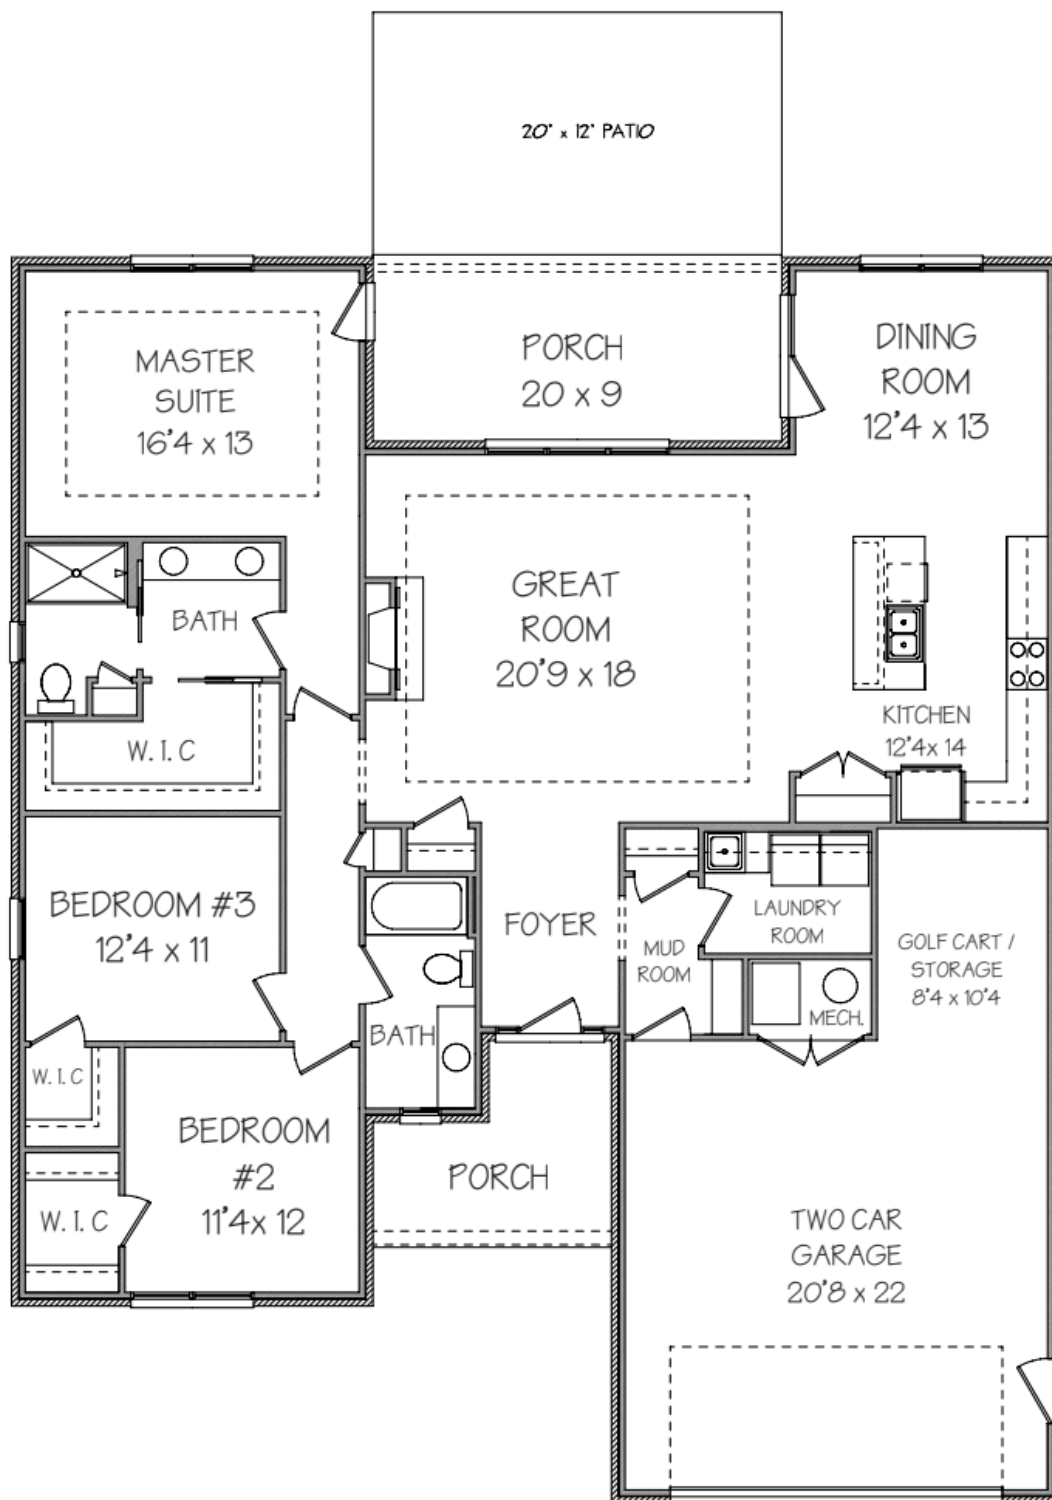 20' x 12' PATIO
MASTER
SUITE
16'4 x 13
PORCH
20 x 9
DINING
ROOM
12'4 x 13
BATH
GREAT
ROOM
20'9 x 18
KITCHEN
12'4x 14
W. I. C
BEDROOM #3
12'4 x 11
FOYER
MUD
ROOM
LAUNDRY
ROOM
GOLF CART /
STORAGE
8'4 x 10'4
MECH.
BATH
W. I. C
BEDROOM
#2
11'4x 12
W. I. C
PORCH
TWO CAR
GARAGE
20'8 x 22